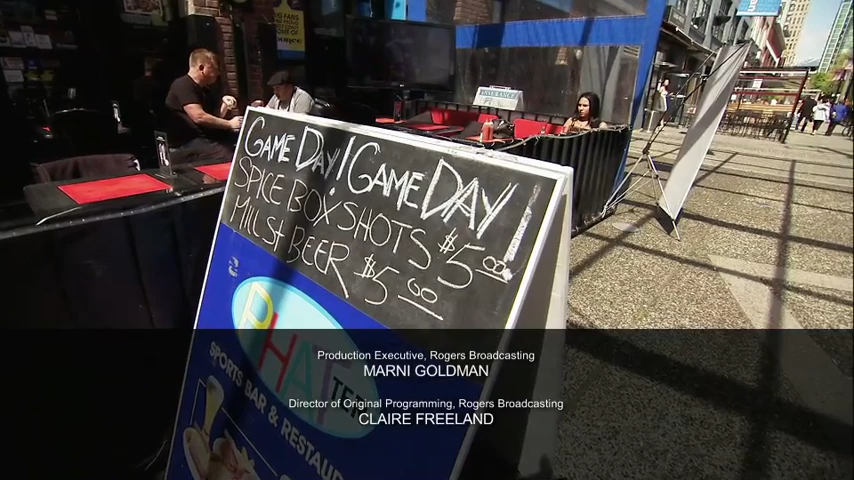 GAME DAY! GAME DAY!
SPICE BOX SHOTS $5.00
MILL ST BEER $5.00
PHATTER
SPORTS BAR & RESTAU
Production Executive, Rogers Broadcasting
MARNI GOLDMAN
Director of Original Programming, Rogers Broadcasting
CLAIRE FREELAND